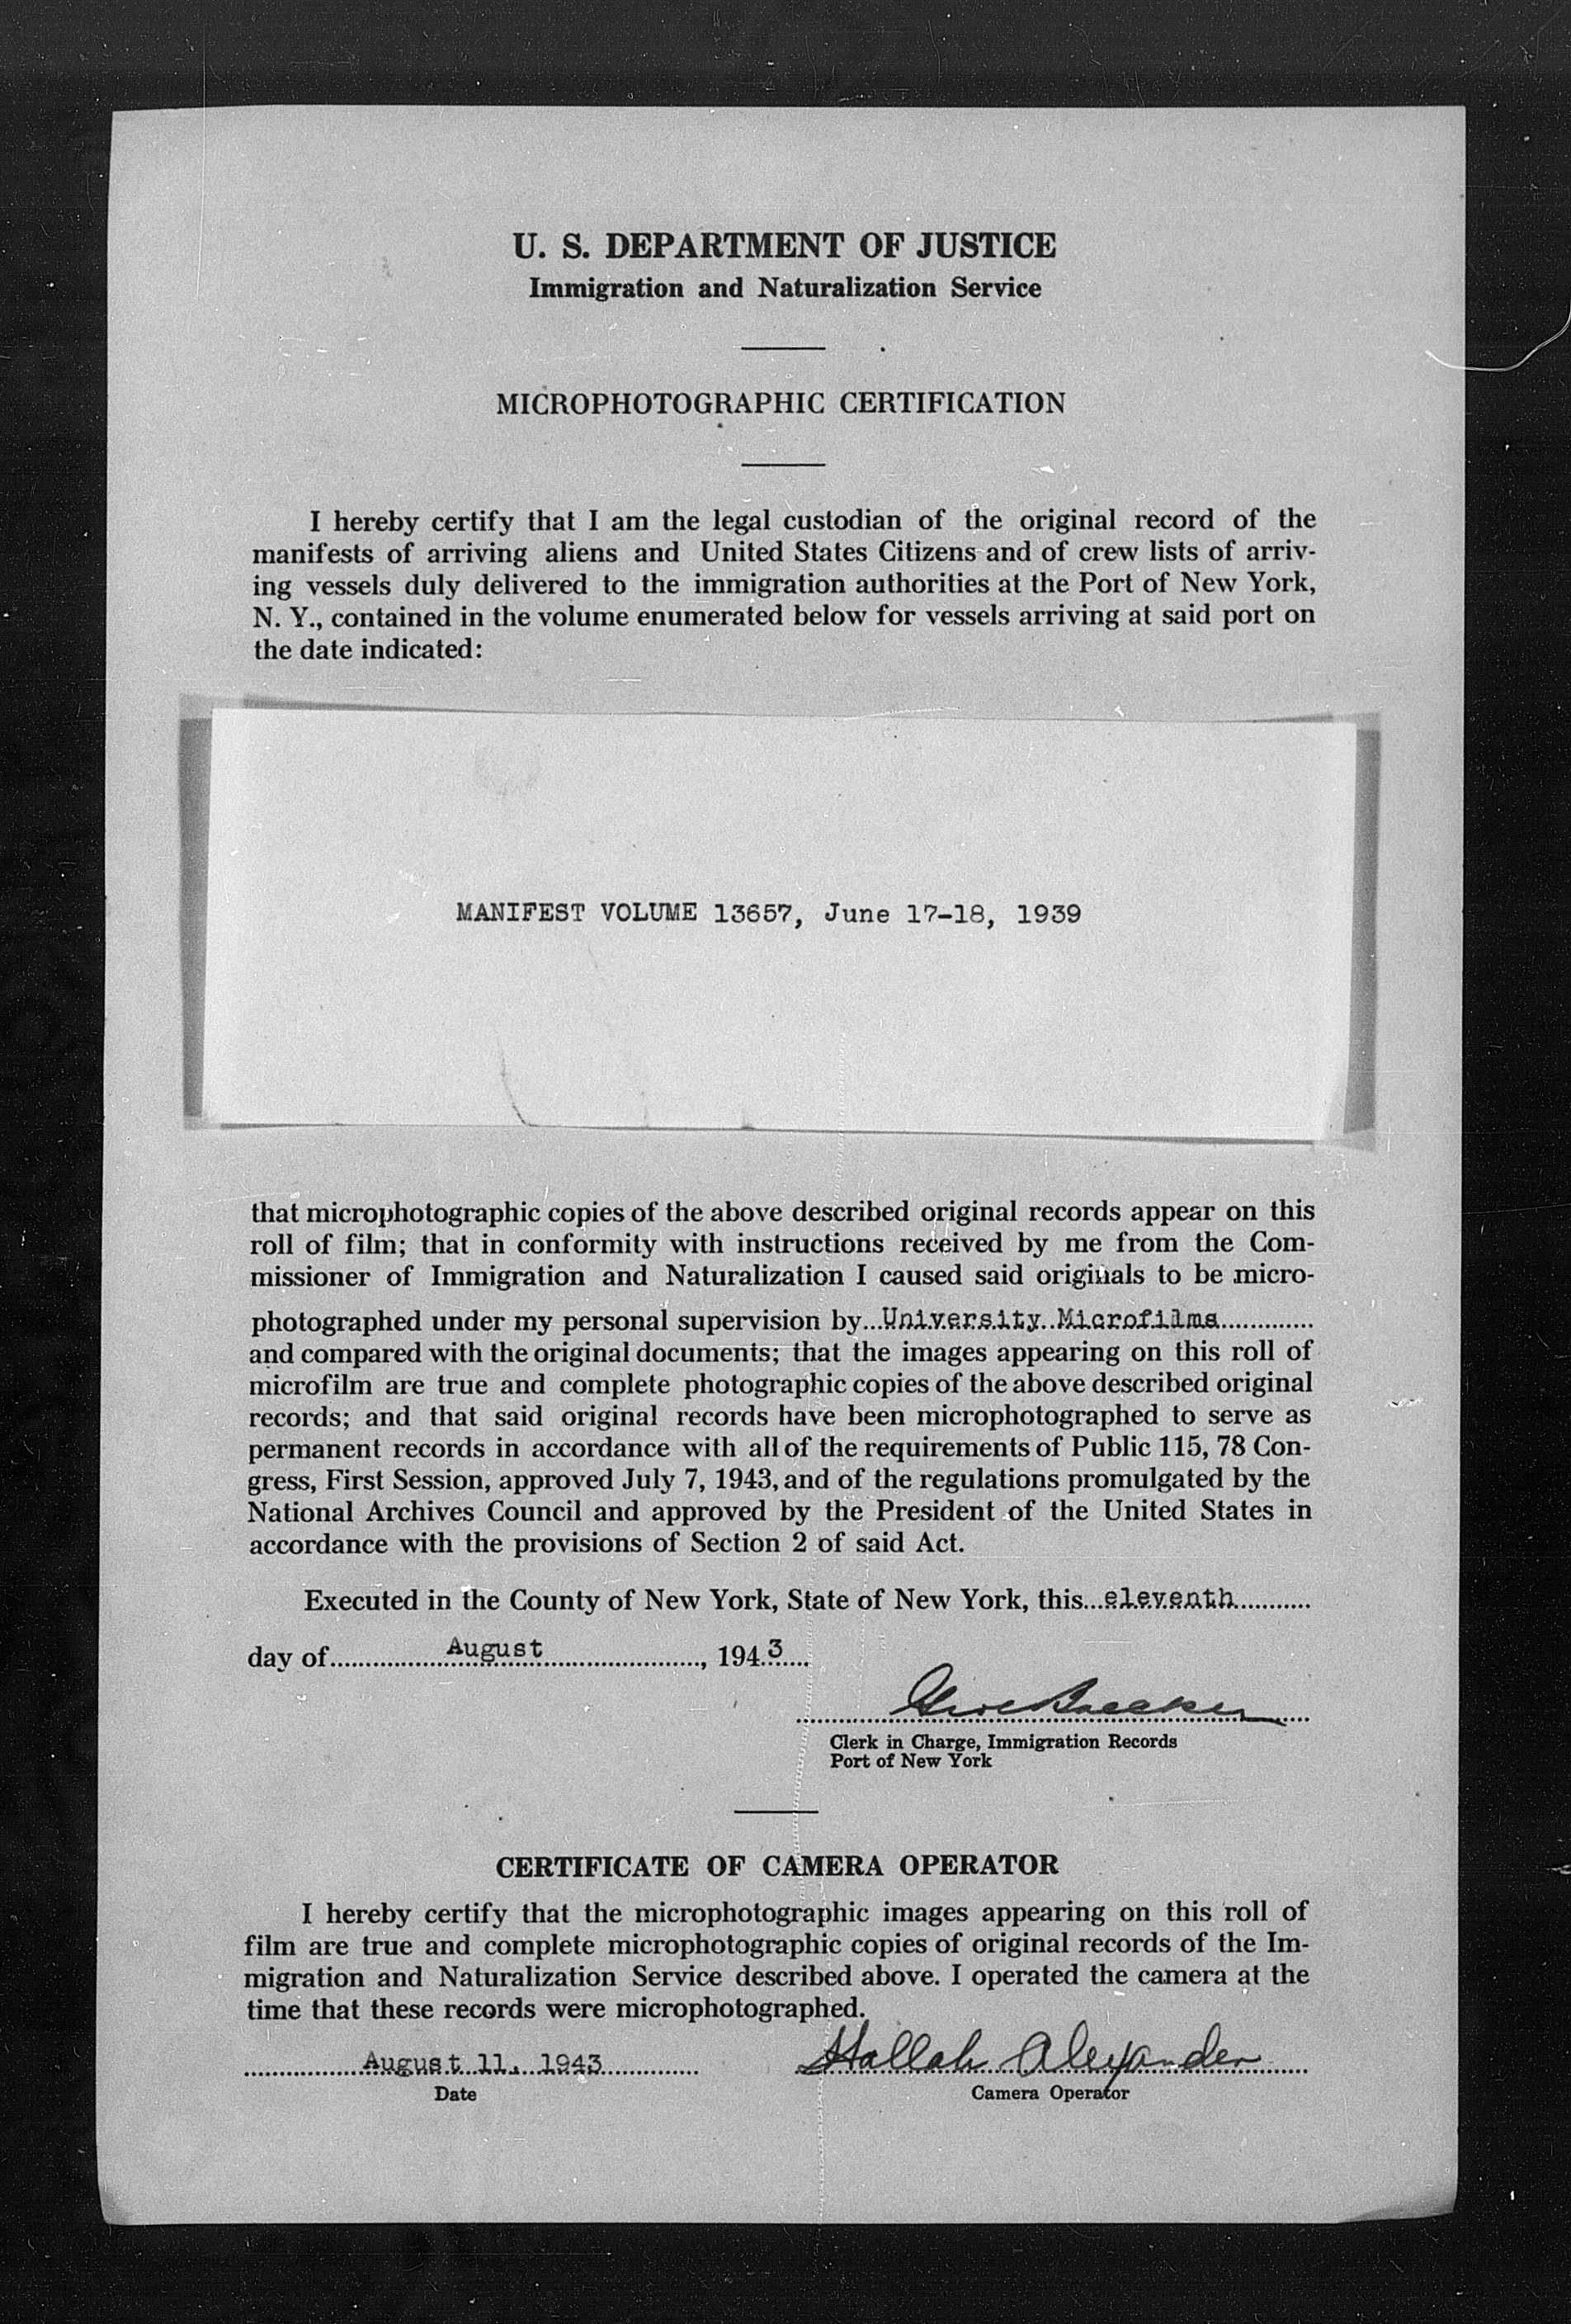 U. S. DEPARTMENT OF JUSTICE
Immigration and Naturalization Service
MICROPHOTOGRAPHIC CERTIFICATION
I hereby certify that I am the legal custodian of the original record of the
manifests of arriving aliens and United States Citizens and of crew lists of arriv-
ing vessels duly delivered to the immigration authorities at the Port of New York,
N. Y., contained in the volume enumerated below for vessels arriving at said port on
the date indicated:
MANIFEST VOLUME 13657, June 17-18, 1939
that microphotographic copies of the above described original records appear on this
roll of film; that in conformity with instructions received by me from the Com-
missioner of Immigration and Naturalization I caused said originals to be micro-
photographed under my personal supervision by...University Microfilms............
and compared with the original documents; that the images appearing on this roll of
microfilm are true and complete photographic copies of the above described original
records; and that said original records have been microphotographed to serve as
permanent records in accordance with all of the requirements of Public 115, 78 Con-
gress, First Session, approved July 7, 1943, and of the regulations promulgated by the
National Archives Council and approved by the President of the United States in
accordance with the provisions of Section 2 of said Act.
Executed in the County of New York, State of New York, this...eleventh...........
day of.................August......................., 194.3....
Clerk in Charge, Immigration Records
Port of New York
CERTIFICATE OF CAMERA OPERATOR
I hereby certify that the microphotographic images appearing on this roll of
film are true and complete microphotographic copies of original records of the Im-
migration and Naturalization Service described above. I operated the camera at the
time that these records were microphotographed.
August 11, 1943 Alexander
Date Camera Operator